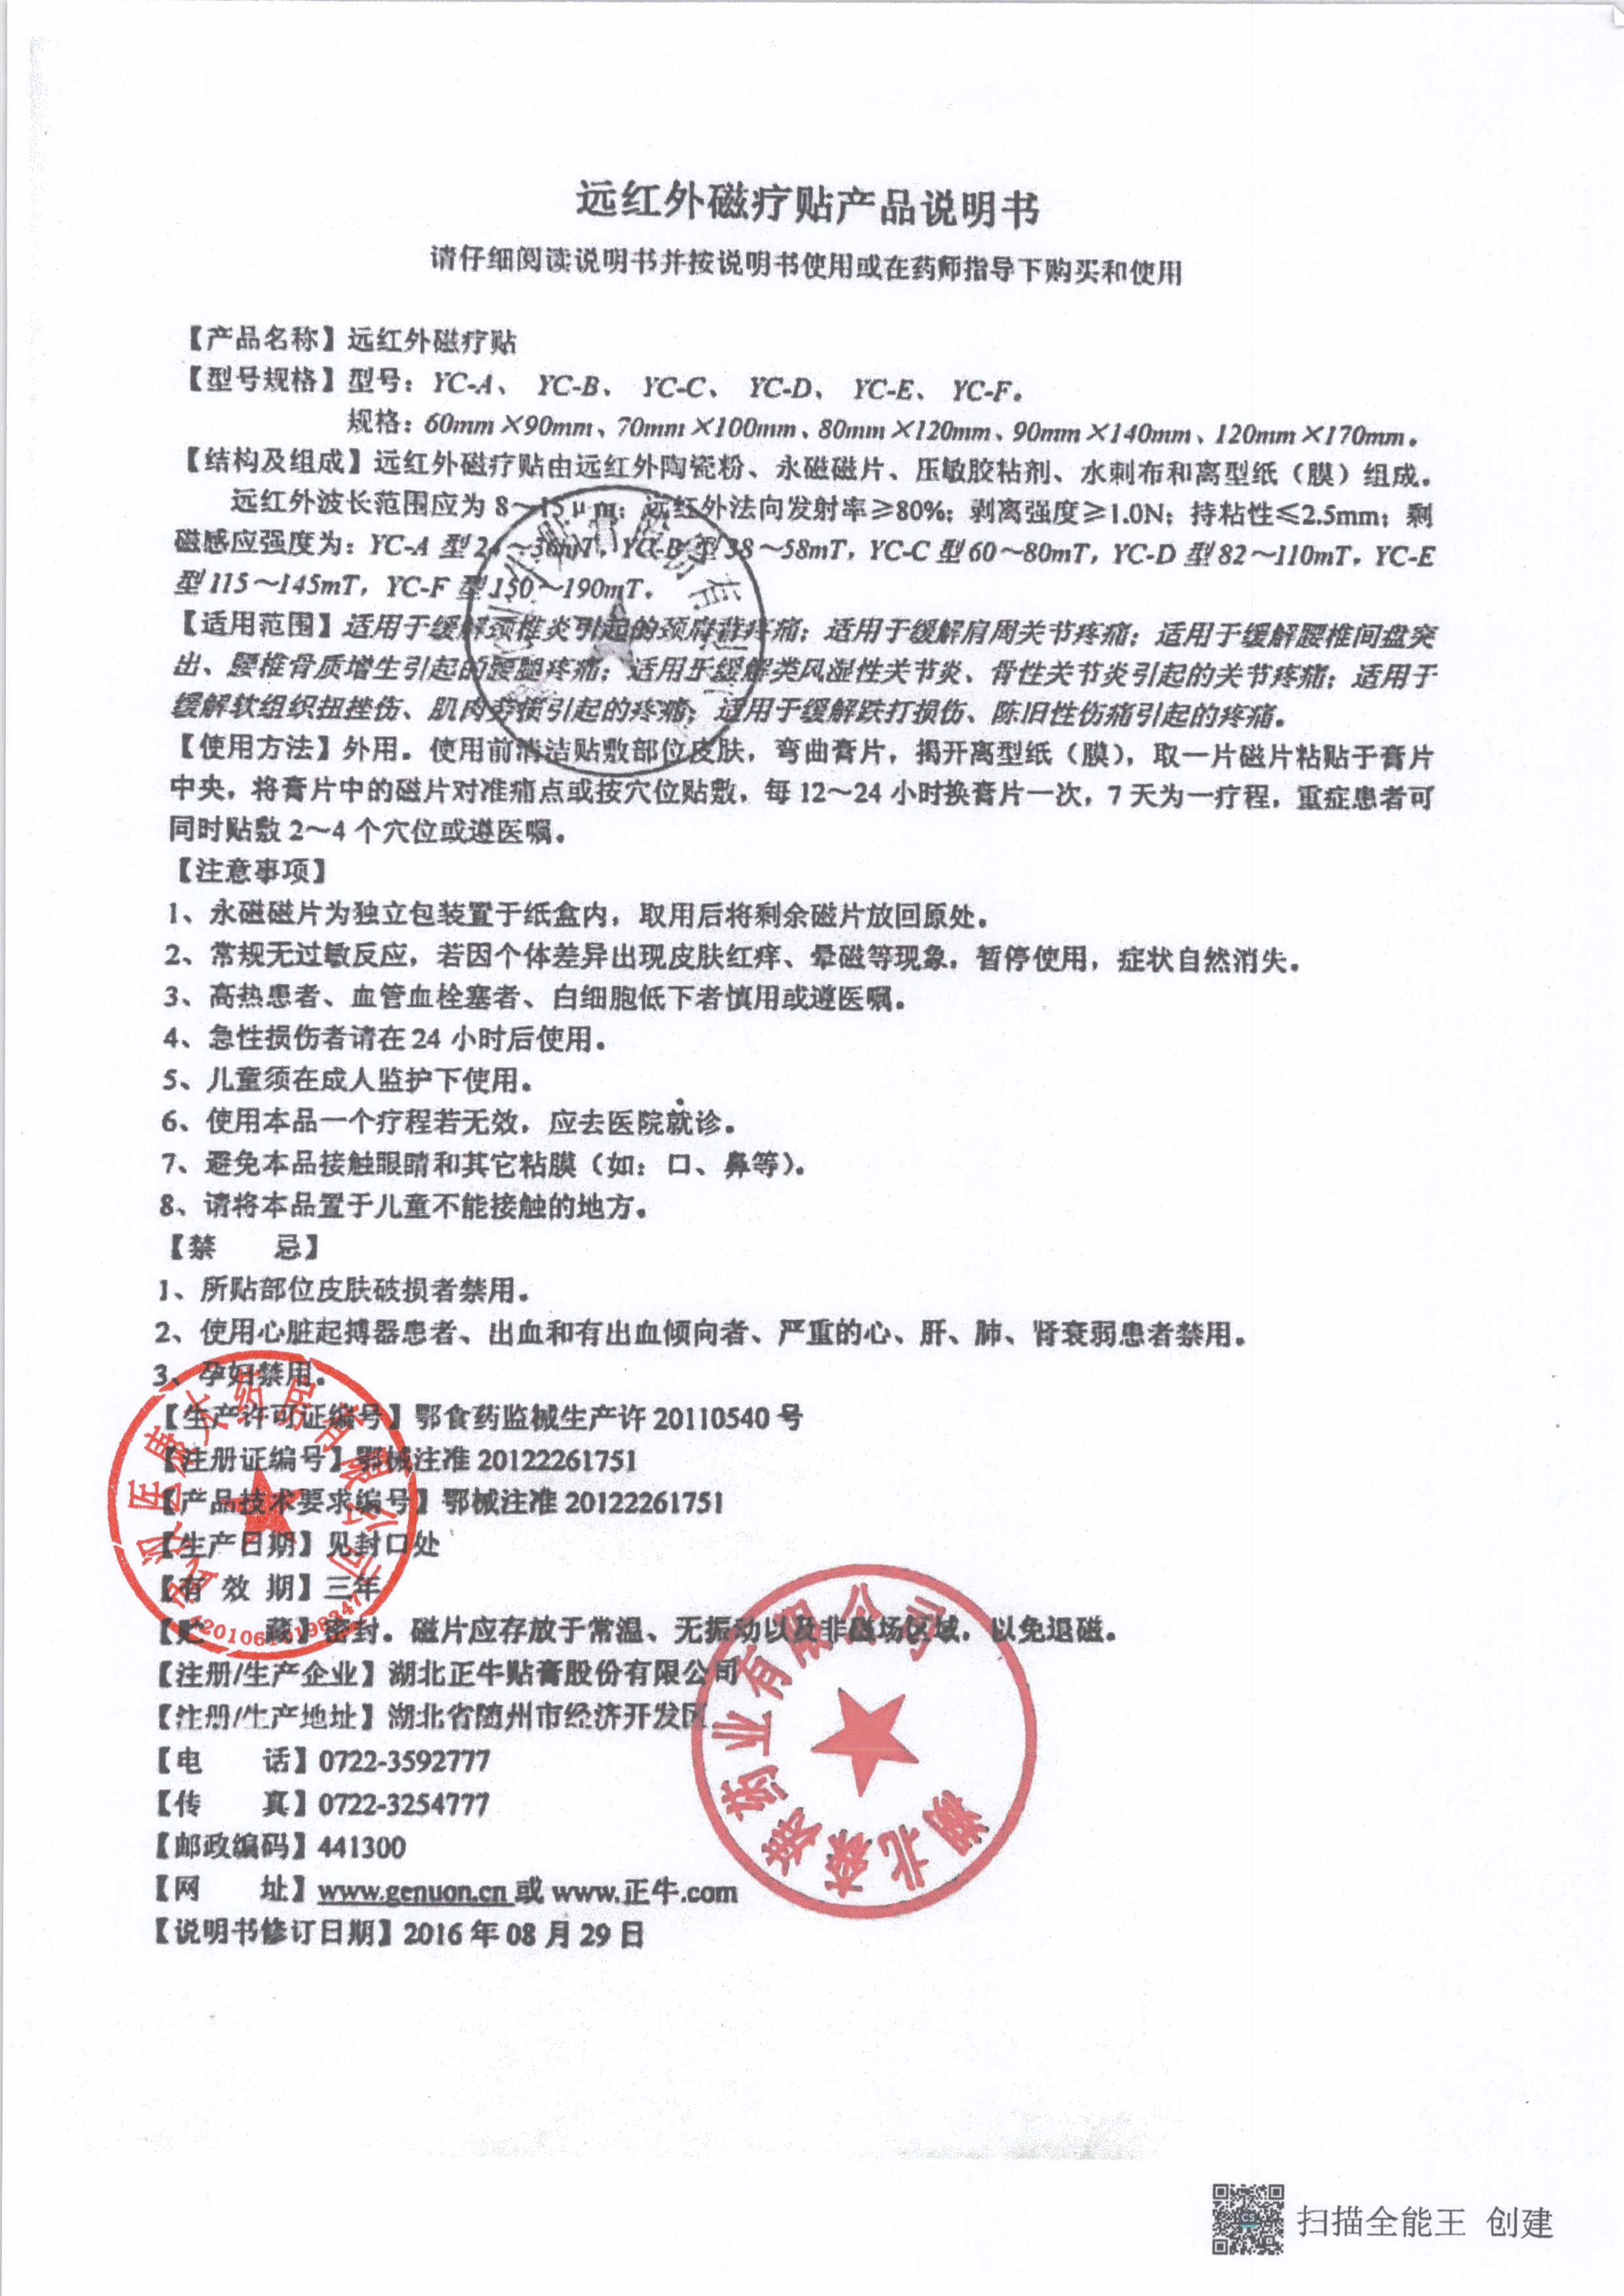 远红外磁疗贴产品说明书
请仔细阅读说明书并按说明书使用或在药师指导下购买和使用
【产品名称】远红外磁疗贴
【型号规格】型号：YC-A、 YC-B、 YC-C、 YC-D、 YC-E、 YC-F。
规格：60mm×90mm、70mm×100mm、80mm×120mm、90mm×140mm、120mm×170mm。
【结构及组成】远红外磁疗贴由远红外陶瓷粉、永磁磁片、压敏胶粘剂、水刺布和离型纸（膜）组成。
远红外波长范围应为 8～15μm；远红外法向发射率≥80%；剥离强度≥1.0N；持粘性≤2.5mm；剩
磁感应强度为：YC-A 型 24～36mT，YC-B 型 38～58mT，YC-C 型 60～80mT，YC-D 型 82～110mT，YC-E
型 115～145mT，YC-F 型 150～190mT。
【适用范围】适用于缓解颈椎炎引起的颈肩背疼痛；适用于缓解肩周关节疼痛；适用于缓解腰椎间盘突
出、腰椎骨质增生引起的腰腿疼痛；适用于缓解类风湿性关节炎、骨性关节炎引起的关节疼痛；适用于
缓解软组织扭挫伤、肌肉劳损引起的疼痛；适用于缓解跌打损伤、陈旧性伤痛引起的疼痛。
【使用方法】外用。使用前清洁贴敷部位皮肤，弯曲膏片，揭开离型纸（膜），取一片磁片粘贴于膏片
中央，将膏片中的磁片对准痛点或按穴位贴敷，每 12～24 小时换膏片一次，7 天为一疗程，重症患者可
同时贴敷 2～4 个穴位或遵医嘱。
【注意事项】
1、永磁磁片为独立包装置于纸盒内，取用后将剩余磁片放回原处。
2、常规无过敏反应，若因个体差异出现皮肤红痒、晕磁等现象，暂停使用，症状自然消失。
3、高热患者、血管血栓塞者、白细胞低下者慎用或遵医嘱。
4、急性损伤者请在 24 小时后使用。
5、儿童须在成人监护下使用。
6、使用本品一个疗程若无效，应去医院就诊。
7、避免本品接触眼睛和其它粘膜（如：口、鼻等）。
8、请将本品置于儿童不能接触的地方。
【禁 忌】
1、所贴部位皮肤破损者禁用。
2、使用心脏起搏器患者、出血和有出血倾向者、严重的心、肝、肺、肾衰弱患者禁用。
3、孕妇禁用。
【生产许可证编号】鄂食药监械生产许 20110540 号
【注册证编号】鄂械注准 20122261751
【产品技术要求编号】鄂械注准 20122261751
【生产日期】见封口处
【有 效 期】三年
【贮 藏】密封。磁片应存放于常温、无振动以及非磁场区域，以免退磁。
【注册/生产企业】湖北正牛贴膏股份有限公司
【注册/生产地址】湖北省随州市经济开发区
【电 话】0722-3592777
【传 真】0722-3254777
【邮政编码】441300
【网 址】www.genuon.cn 或 www.正牛.com
【说明书修订日期】2016 年 08 月 29 日
扫描全能王 创建